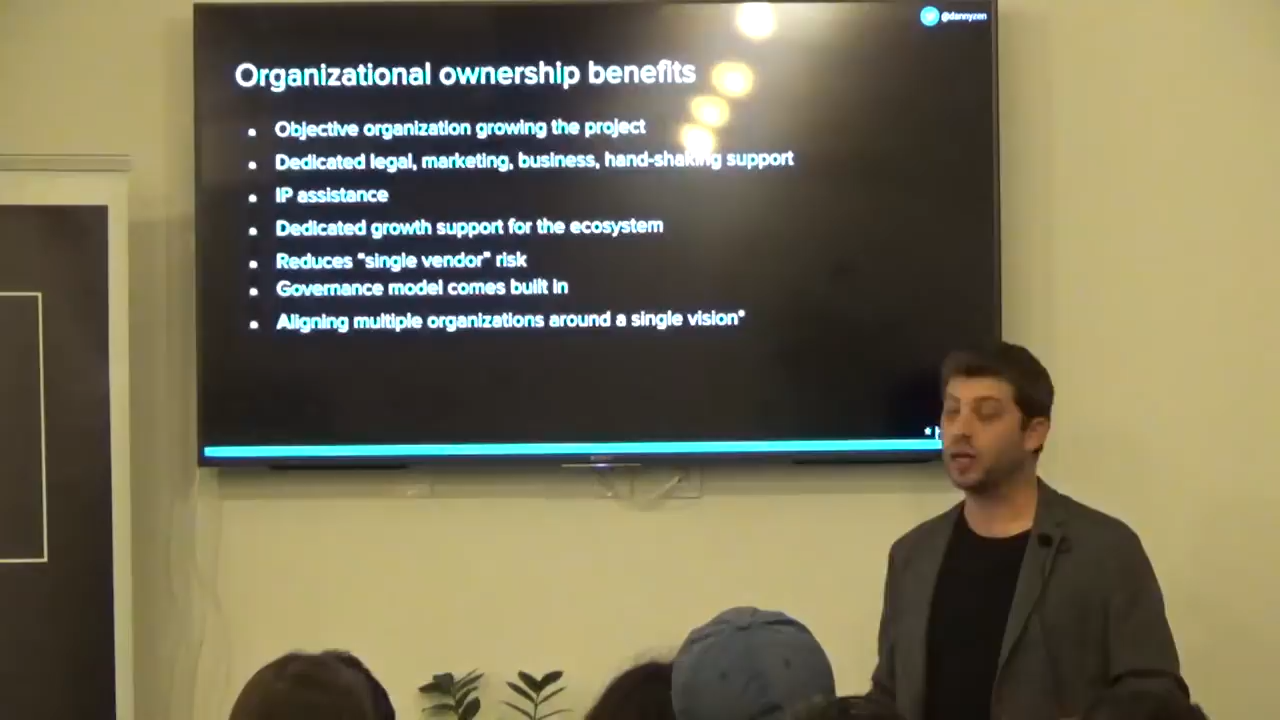 @dannyzen
Organizational ownership benefits
• Objective organization growing the project
• Dedicated legal, marketing, business, hand-shaking support
• IP assistance
• Dedicated growth support for the ecosystem
• Reduces "single vendor" risk
• Governance model comes built in
• Aligning multiple organizations around a single vision*